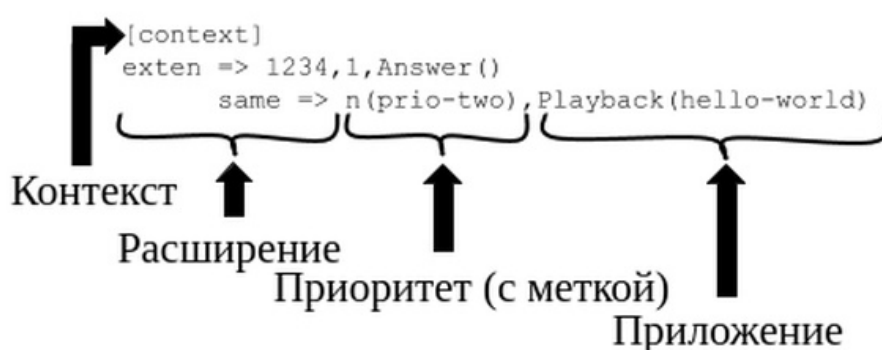 [context]
exten => 1234,1,Answer()
same => n(prio-two),Playback(hello-world)
Контекст
Расширение
Приоритет (с меткой)
Приложение